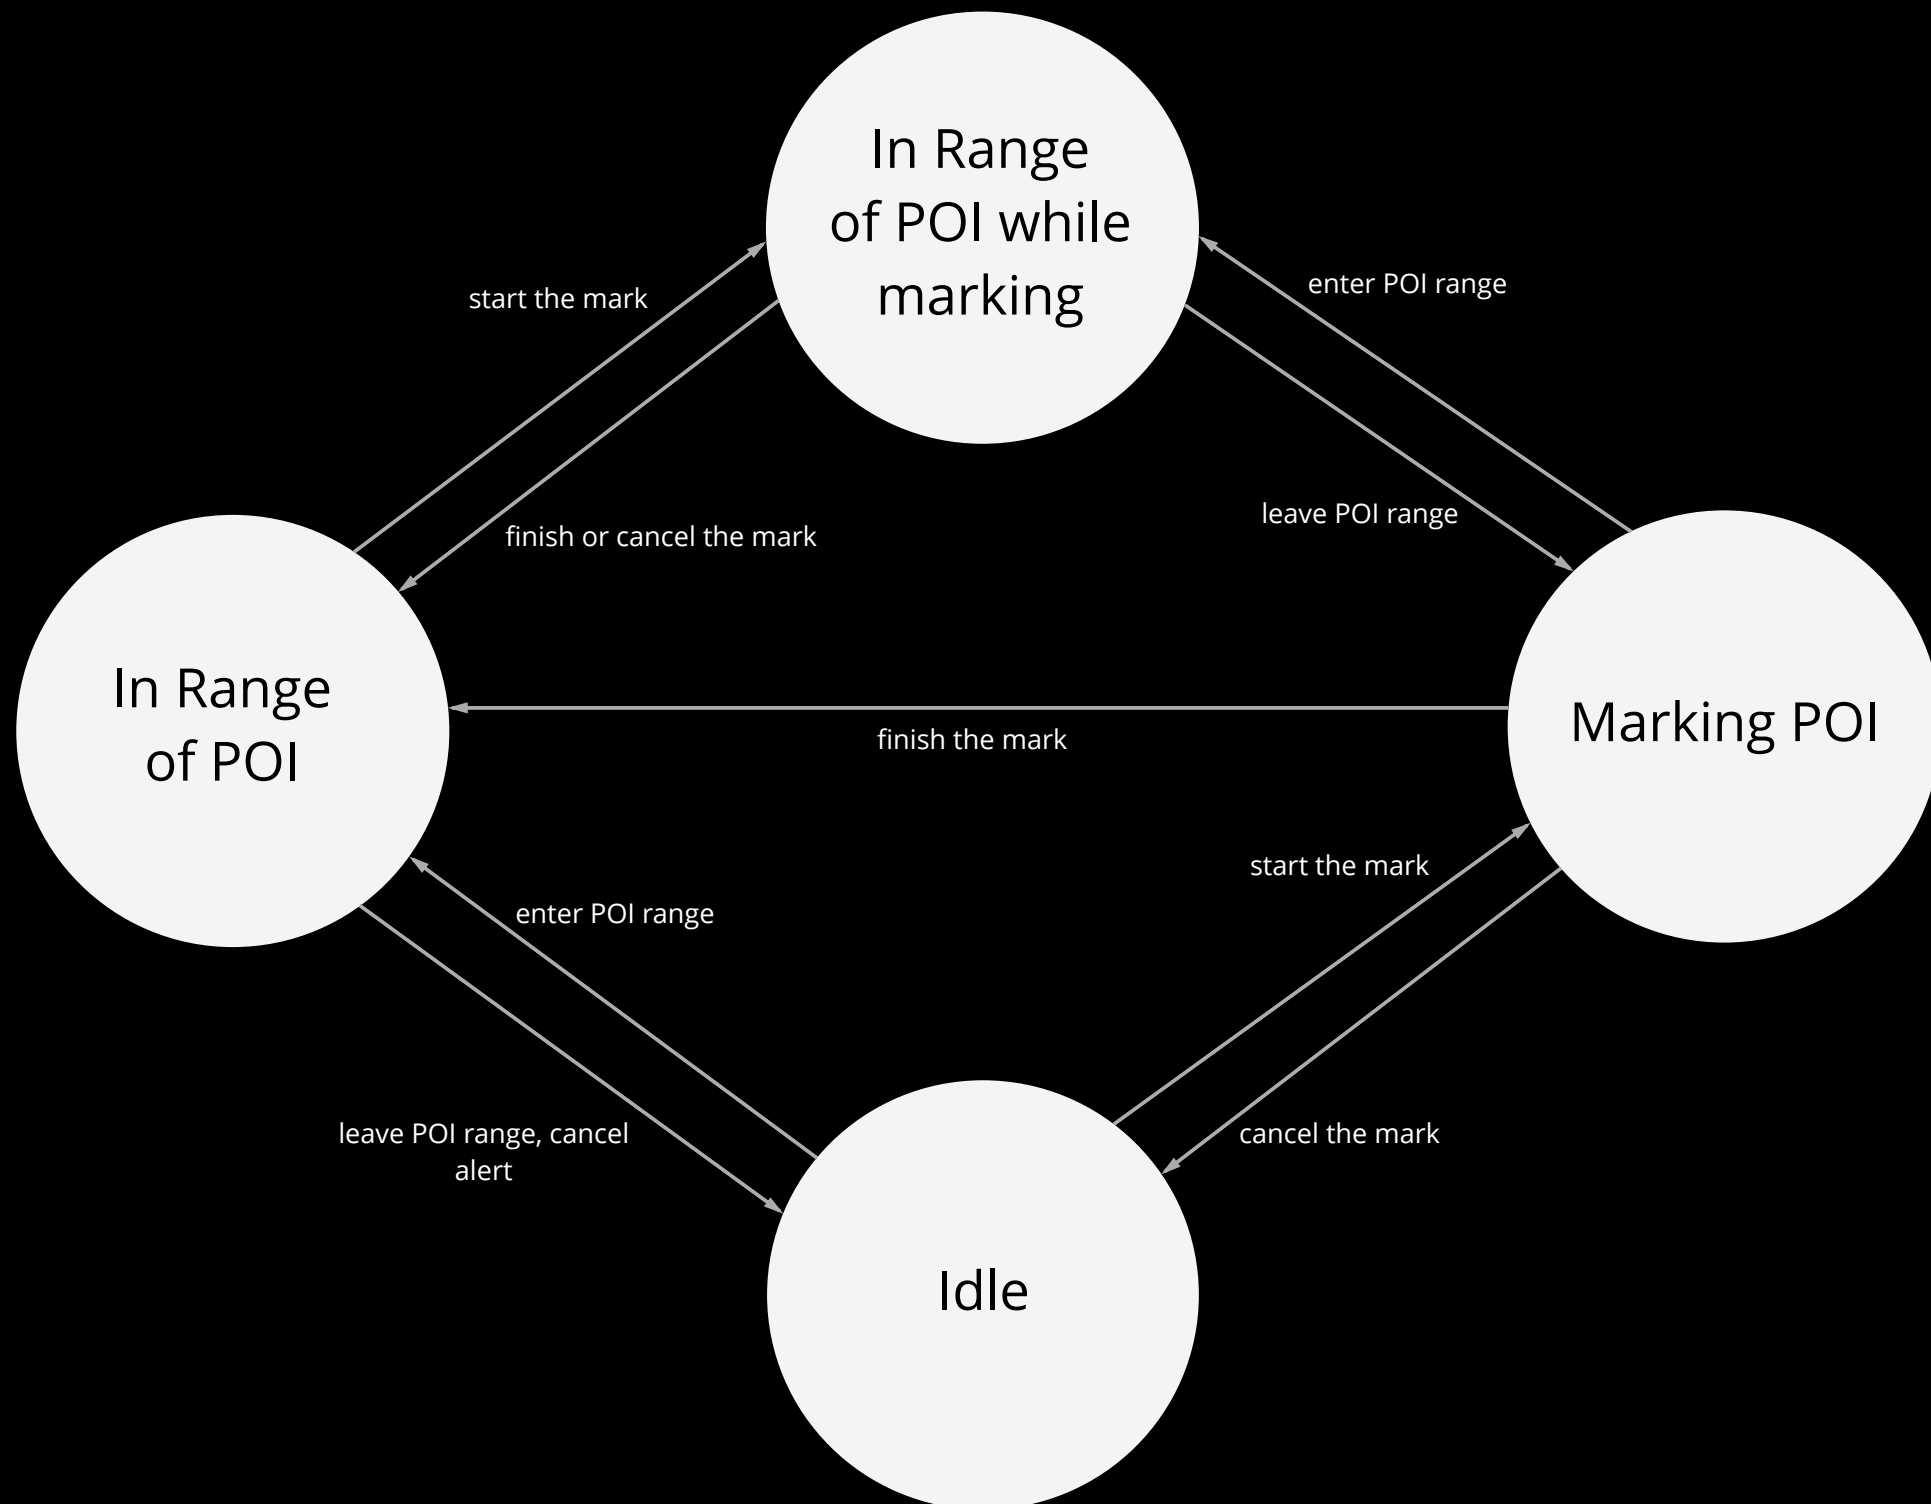 In Range
of POI while
marking
start the mark
enter POI range
finish or cancel the mark
leave POI range
In Range
of POI
finish the mark
Marking POI
start the mark
enter POI range
leave POI range, cancel
alert
cancel the mark
Idle